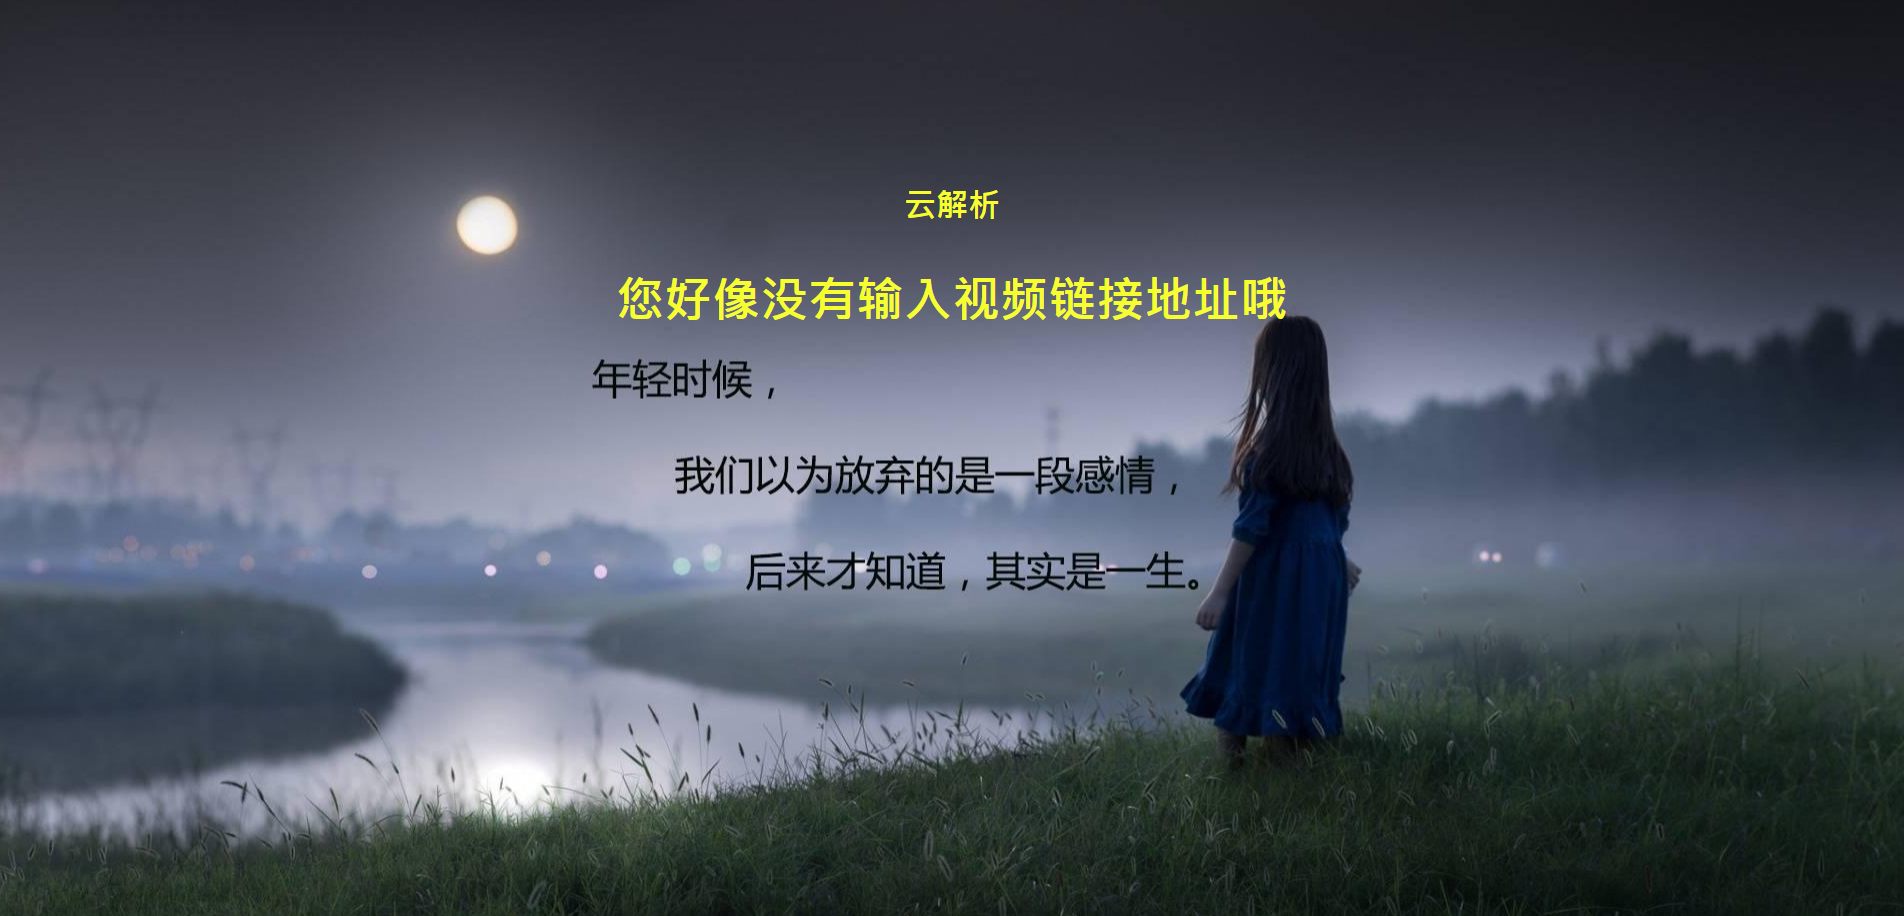 云解析
您好像没有输入视频链接地址哦
年轻时候，
我们以为放弃的是一段感情，
后来才知道，其实是一生。